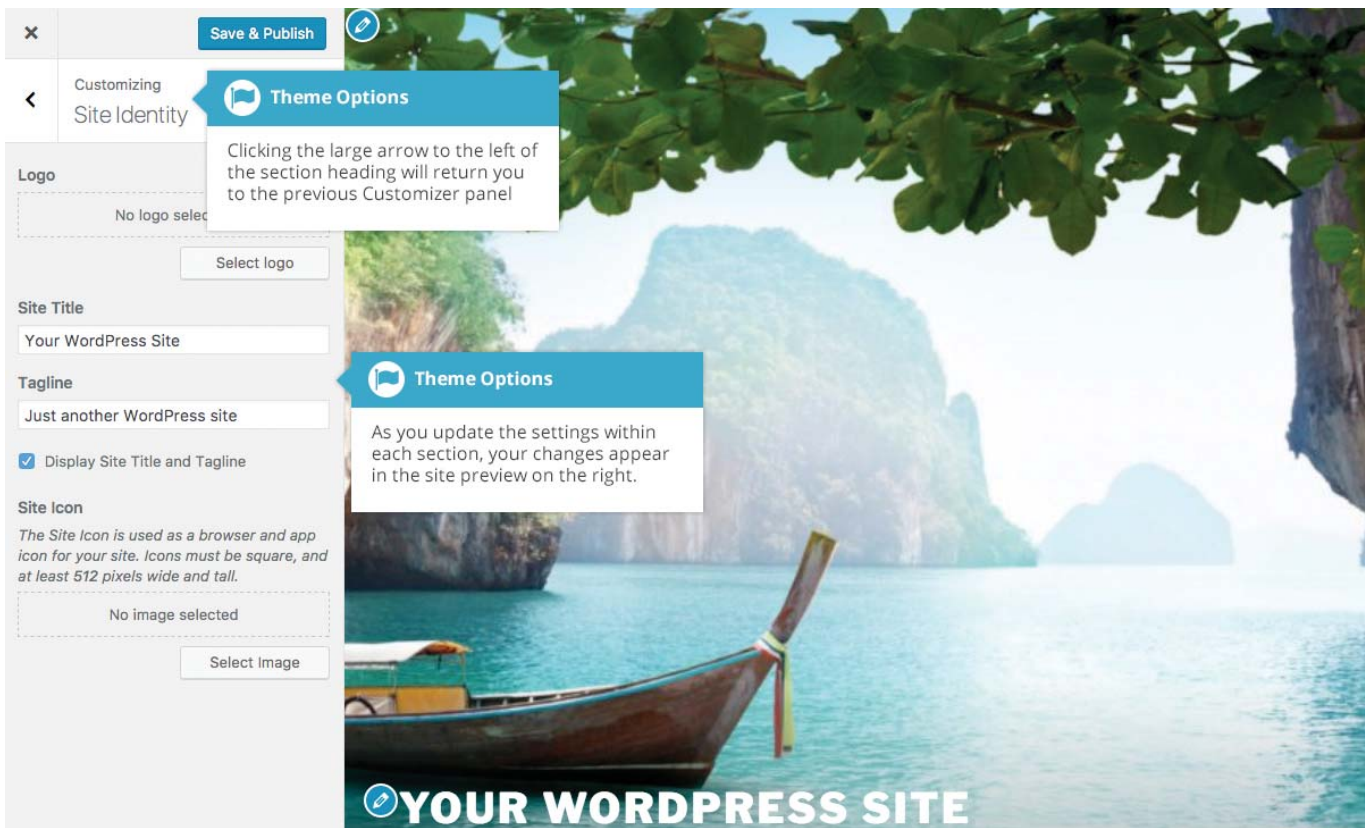 Save & Publish
Customizing
Site Identity
Theme Options
Clicking the large arrow to the left of
the section heading will return you
to the previous Customizer panel
Logo
No logo selec
Select logo
Site Title
Your WordPress Site
Tagline
Just another WordPress site
Display Site Title and Tagline
Theme Options
As you update the settings within
each section, your changes appear
in the site preview on the right.
Site Icon
The Site Icon is used as a browser and app
icon for your site. Icons must be square, and
at least 512 pixels wide and tall.
No image selected
Select Image
YOUR WORDPRESS SITE